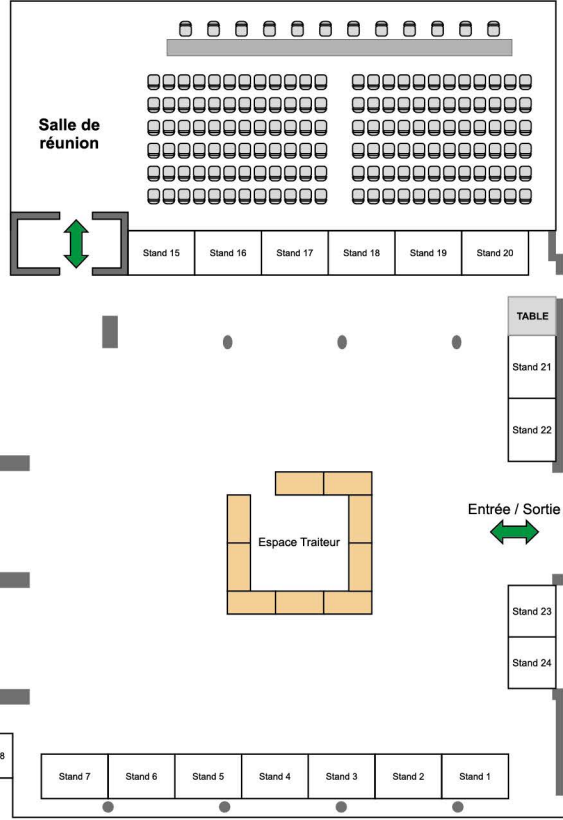 Salle de
réunion
Stand 15
Stand 16
Stand 17
Stand 18
Stand 19
Stand 20
TABLE
Stand 21
Stand 22
Entrée / Sortie
Espace Traiteur
Stand 23
Stand 24
8
Stand 7
Stand 6
Stand 5
Stand 4
Stand 3
Stand 2
Stand 1